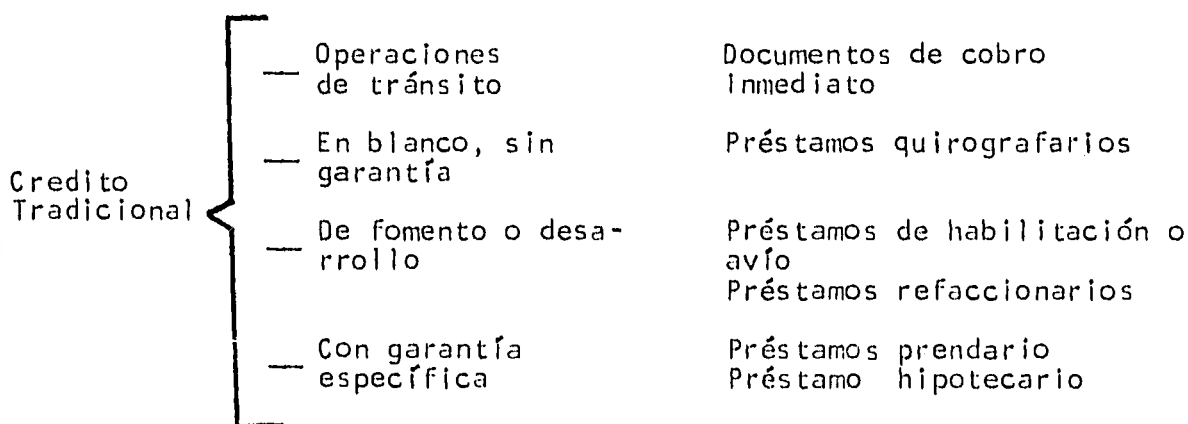 Credito
Tradicional
— Operaciones
de tránsito
Documentos de cobro
inmediato
— En blanco, sin
garantía
Préstamos quirografarios
— De fomento o desa-
rrollo
Préstamos de habilitación o
avío
Préstamos refaccionarios
— Con garantía
específica
Préstamos prendario
Préstamo hipotecario